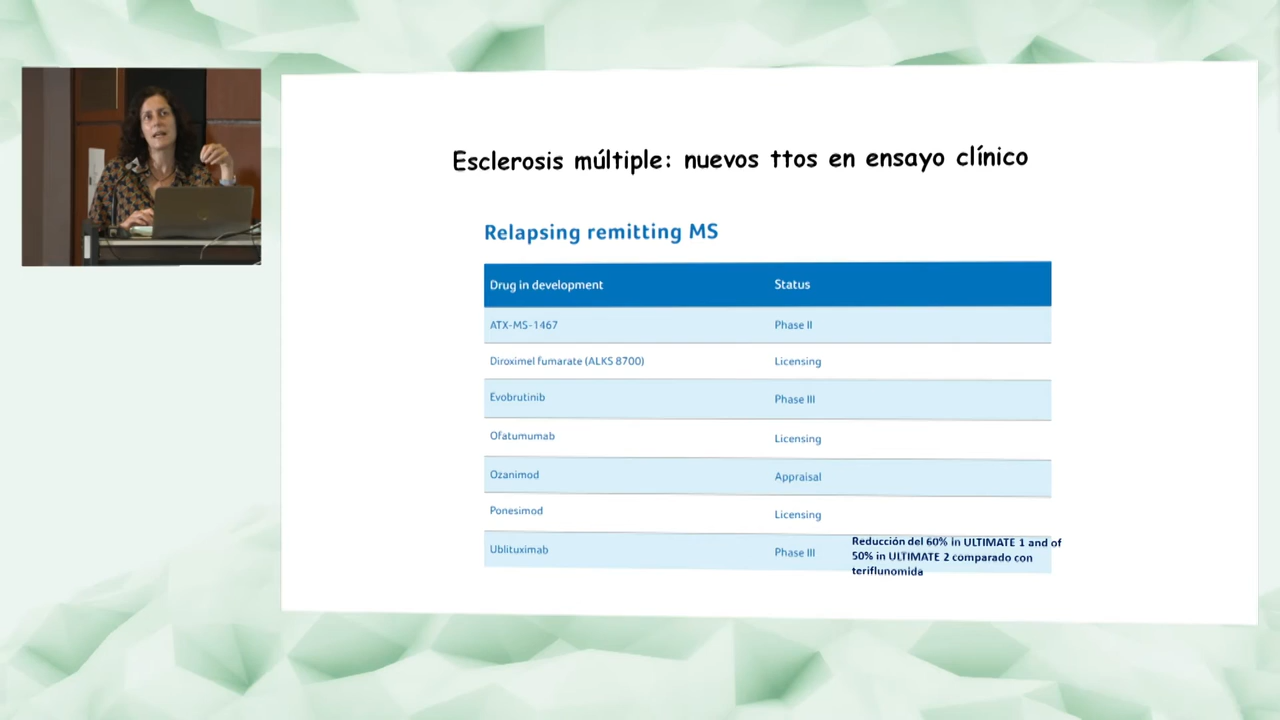 Esclerosis múltiple: nuevos ttos en ensayo clínico
Relapsing remitting MS
Drug in development Status
ATX-MS-1467 Phase II
Diroximel fumarate (ALKS 8700) Licensing
Evobrutinib Phase III
Ofatumumab Licensing
Ozanimod Appraisal
Ponesimod Licensing
Ublituximab Phase III
Reducción del 60% in ULTIMATE 1 and of
50% in ULTIMATE 2 comparado con
teriflunomida